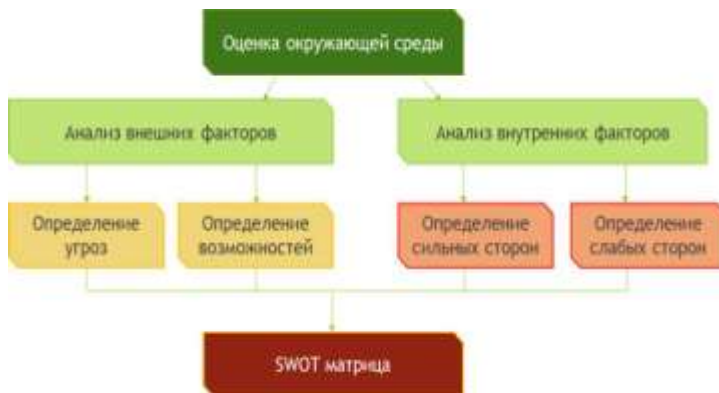 Оценка окружающей среды
Анализ внешних факторов
Анализ внутренних факторов
Определение
угроз
Определение
возможностей
Определение
сильных сторон
Определение
слабых сторон
SWOT матрица